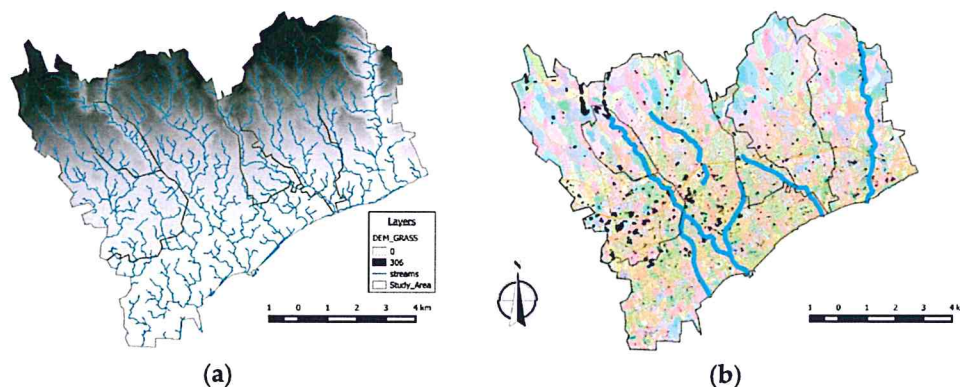 Layers
DEM_GRASS
0
306
streams
Study_Area
1 0 1 2 3 4 km
(a)
N
1 0 1 2 3 4 k
(b)